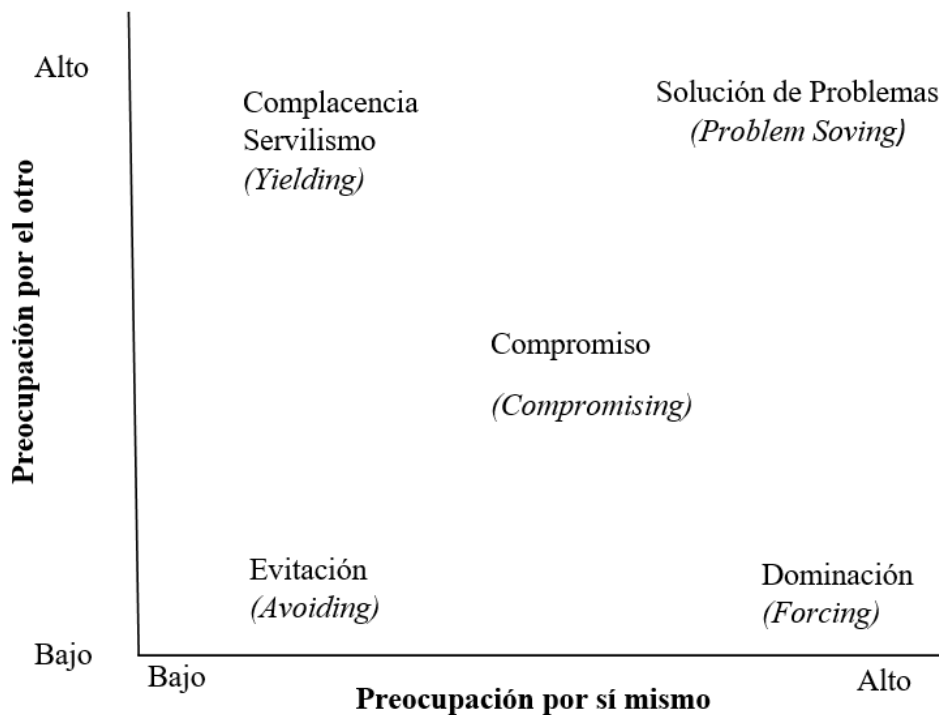 Alto
Complacencia
Servilismo
(Yielding)
Solución de Problemas
(Problem Soving)
Preocupación por el otro
Compromiso
(Compromising)
Evitación
(Avoiding)
Dominación
(Forcing)
Bajo
Bajo
Alto
Preocupación por sí mismo